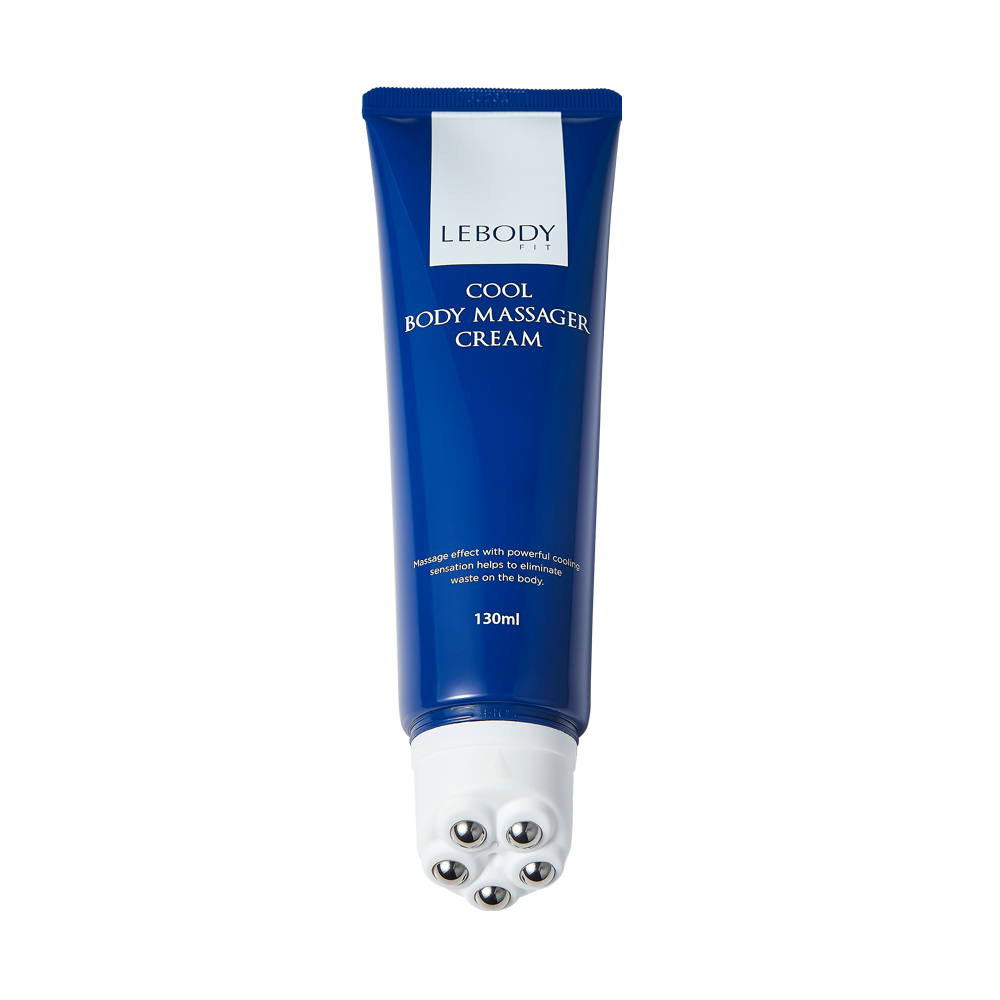 LEBODY
FIT
COOL
BODY MASSAGER
CREAM
Massage effect with powerful cooling
sensation helps to eliminate
waste on the body.
130ml